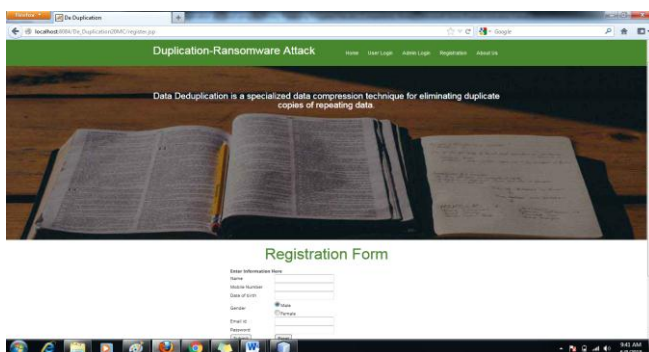 Firefox
De Duplication
localhost:8084/De_Duplication20MC/register.jsp
Google
Duplication-Ransomware Attack
Home User Login Admin Login Registration About Us
Data Deduplication is a specialized data compression technique for eliminating duplicate
copies of repeating data.
Registration Form
Enter Information Here
Name
Mobile Number
Date of birth
Gender
Male
Female
Email Id
Password
9:41 AM